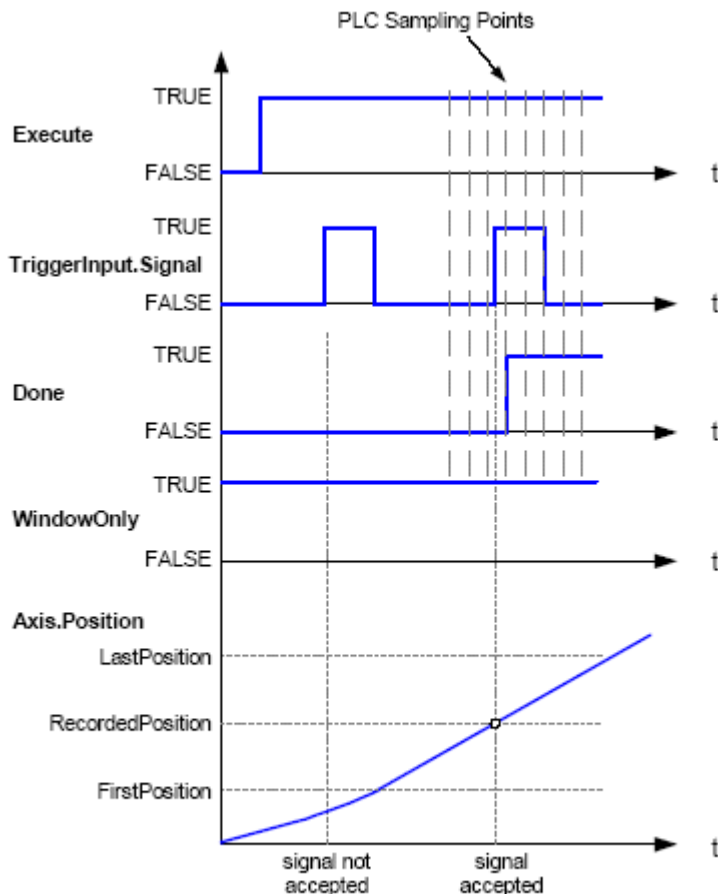 PLC Sampling Points
TRUE
Execute
FALSE
t
TRUE
TriggerInput.Signal
FALSE
t
TRUE
Done
FALSE
t
TRUE
WindowOnly
FALSE
t
Axis.Position
LastPosition
RecordedPosition
FirstPosition
t
signal not
accepted
signal
accepted